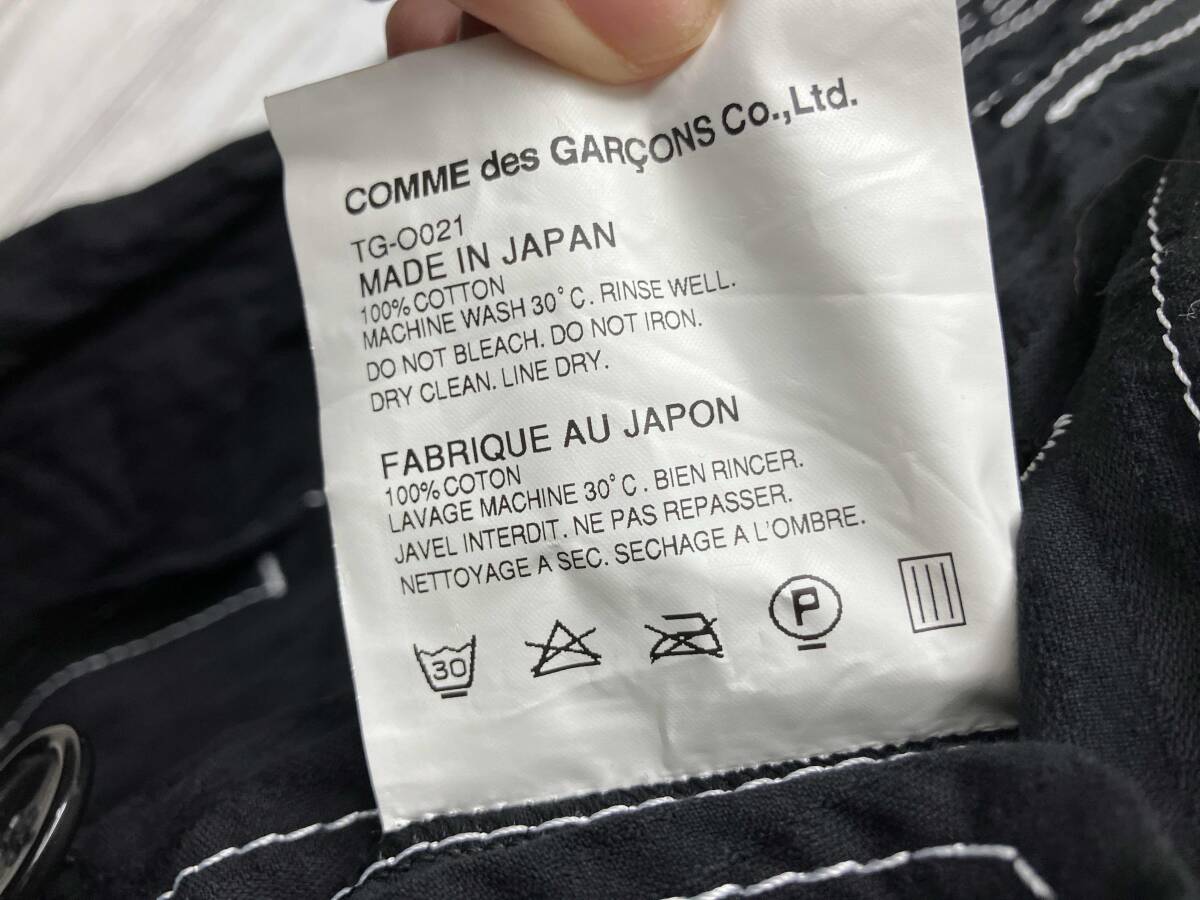 COMME des GARÇONS Co.,Ltd.
TG-O021
MADE IN JAPAN
100% COTTON
MACHINE WASH 30°C. RINSE WELL.
DO NOT BLEACH. DO NOT IRON.
DRY CLEAN. LINE DRY.
FABRIQUE AU JAPON
100% COTON
LAVAGE MACHINE 30°C. BIEN RINCER.
JAVEL INTERDIT. NE PAS REPASSER.
NETTOYAGE A SEC. SECHAGE A L'OMBRE.
30 P